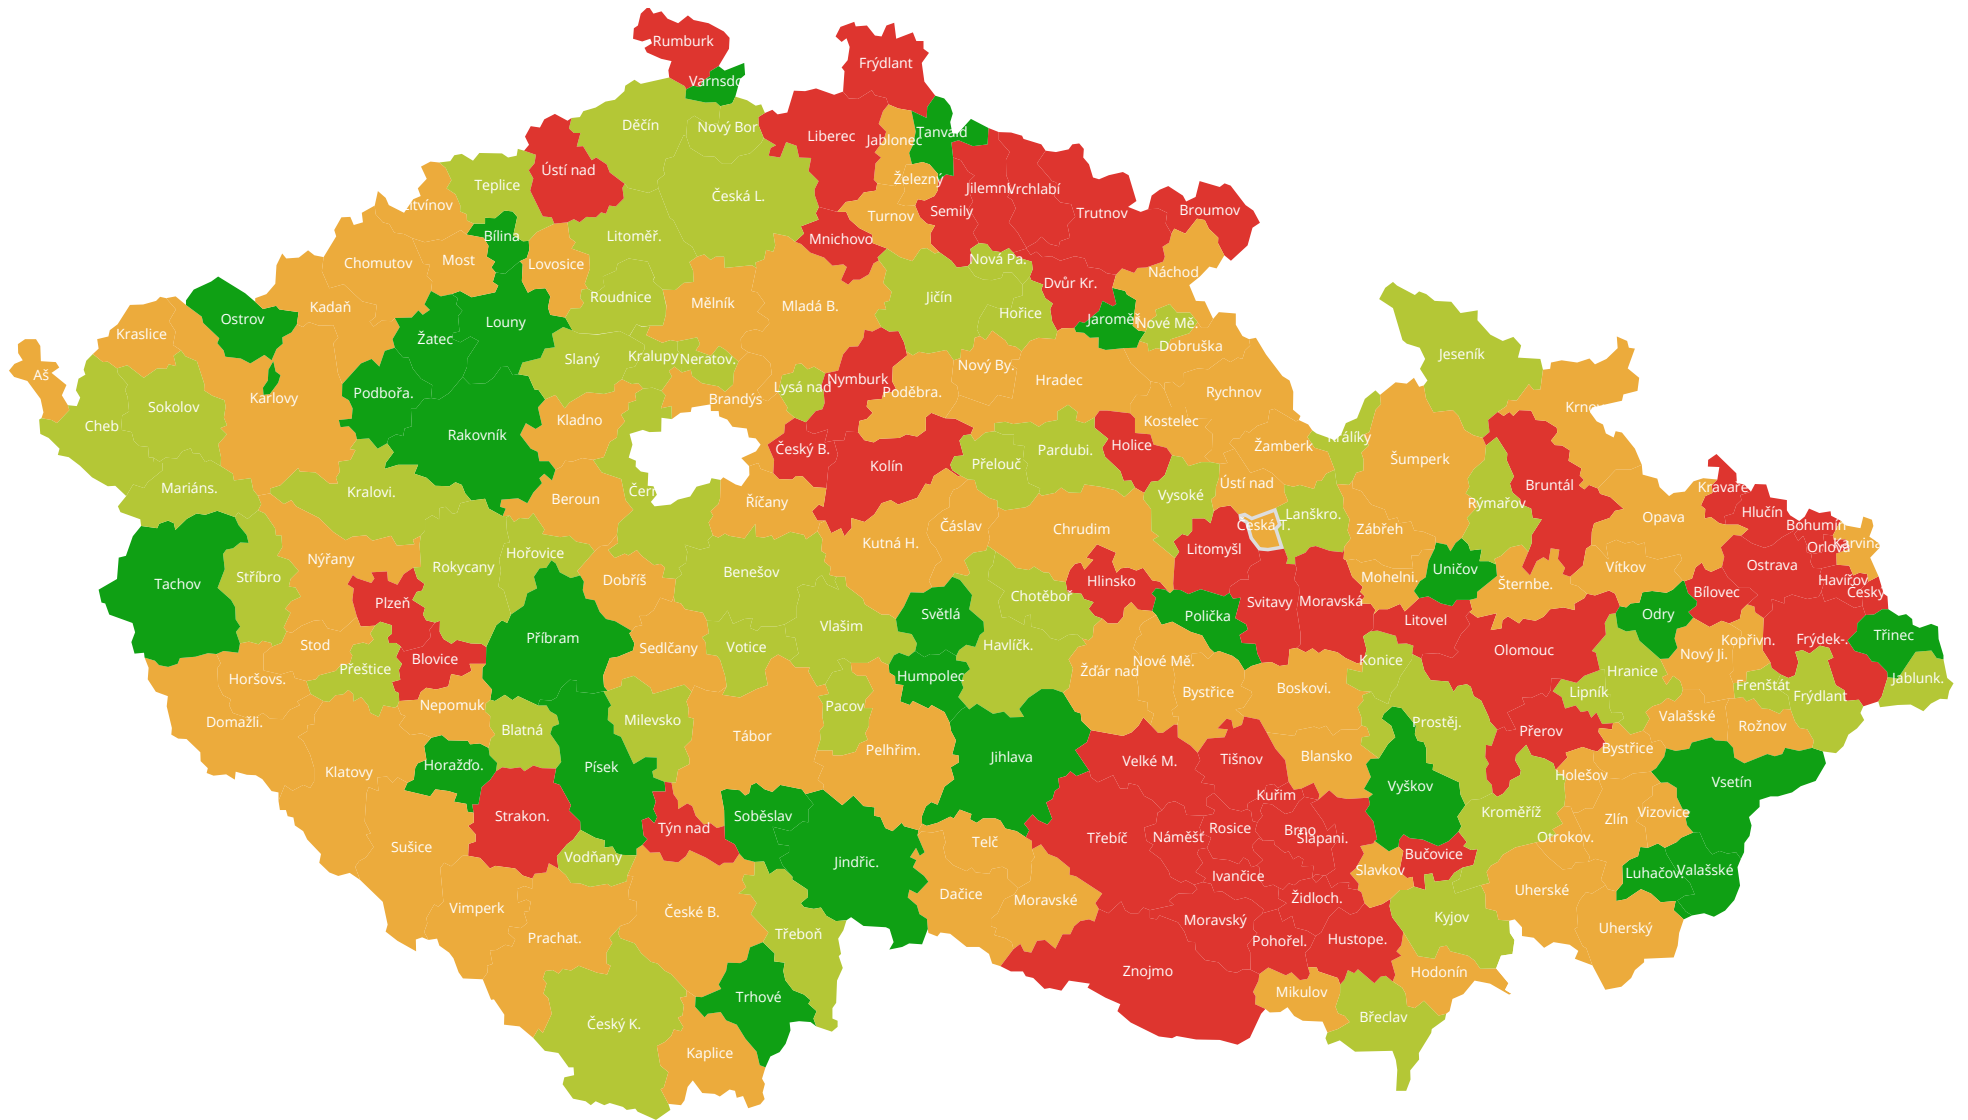 Rumburk
Frýdlant
Varnsdo
Děčín
Nový Bor
Liberec
Jablonec
Tanvald
Ústí nad
Teplice
Česká L.
Železný
Jilemni
Vrchlabí
Litvínov
Turnov
Semily
Trutnov
Broumov
Bílina
Litoměř.
Mnichovo
Chomutov
Most
Lovosice
Nová Pa.
Náchod
Dvůr Kr.
Roudnice
Mělník
Mladá B.
Jičín
Kadaň
Hořice
Ostrov
Louny
Jaroměř
Nové Mě.
Kraslice
Žatec
Dobruška
Slaný
Kralupy
Neratov.
Jeseník
Aš
Nový By.
Nymburk
Hradec
Lysá nad
Poděbra.
Podbořa.
Rychnov
Karlovy
Brandýs
Sokolov
Krno
Cheb
Kladno
Kostelec
Rakovník
Králíky
Český B.
Holice
Žamberk
Pardubi.
Přelouč
Kolín
Šumperk
Mariáns.
Kralovi.
Ústí nad
Bruntál
Kravaře
Beroun
Vysoké
Říčany
Rýmařov
Hlučín
Lanškro.
Opava
Česká T.
Bohumín
Čáslav
Chrudim
Zábřeh
Kutná H.
Karviná
Orlová
Litomyšl
Hořovice
Nýřany
Rokycany
Ostrava
Vítkov
Uničov
Benešov
Stříbro
Mohelni.
Dobříš
Hlinsko
Havířov
Tachov
Šternbe.
Český
Bílovec
Chotěboř
Plzeň
Svitavy
Moravská
Světlá
Polička
Odry
Litovel
Vlašim
Třinec
Příbram
Frýdek-.
Kopřivn.
Stod
Havlíčk.
Sedlčany
Votice
Olomouc
Nový Ji.
Blovice
Konice
Nové Mě.
Přeštice
Žďár nad
Hranice
Humpolec
Horšovs.
Jablunk.
Frenštát
Boskovi.
Bystřice
Lipník
Frýdlant
Nepomuk
Pacov
Milevsko
Valašské
Domažli.
Prostěj.
Rožnov
Blatná
Přerov
Tábor
Pelhřim.
Bystřice
Jihlava
Blansko
Tišnov
Velké M.
Horažďo.
Písek
Klatovy
Holešov
Vsetín
Vyškov
Kuřim
Kroměříž
Vizovice
Strakon.
Soběslav
Zlín
Týn nad
Rosice
Brno
Šlapani.
Třebíč
Náměšť
Otrokov.
Telč
Sušice
Bučovice
Vodňany
Jindřic.
Slavkov
Valašské
Luhačov.
Ivančice
Uherské
Dačice
Židloch.
Moravské
Vimperk
České B.
Kyjov
Moravský
Uherský
Třeboň
Prachat.
Pohořel.
Hustope.
Znojmo
Hodonín
Mikulov
Trhové
Břeclav
Český K.
Kaplice